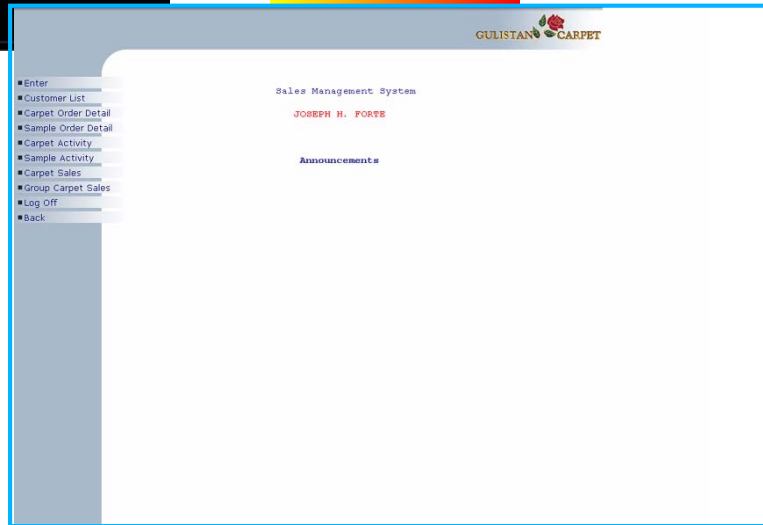 GULISTAN CARPET
Enter
Customer List
Carpet Order Detail
Sample Order Detail
Carpet Activity
Sample Activity
Carpet Sales
Group Carpet Sales
Log Off
Back
Sales Management System
JOSEPH H. FORTE
Announcements